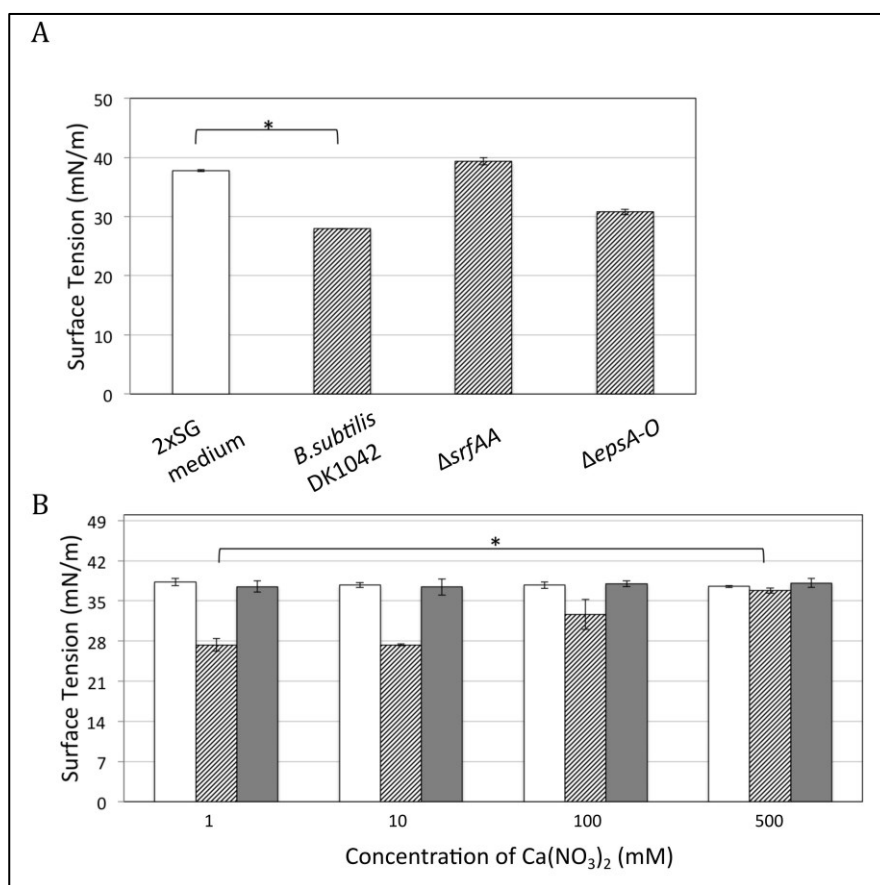 A
50
40
30
20
10
0
Surface Tension (mN/m)
*
2xSG
medium
B.subtilis
DK1042
ΔsrfAA
ΔepsA-O
B
49
42
35
28
21
14
7
0
Surface Tension (mN/m)
*
1 10 100 500
Concentration of Ca(NO₃)₂ (mM)